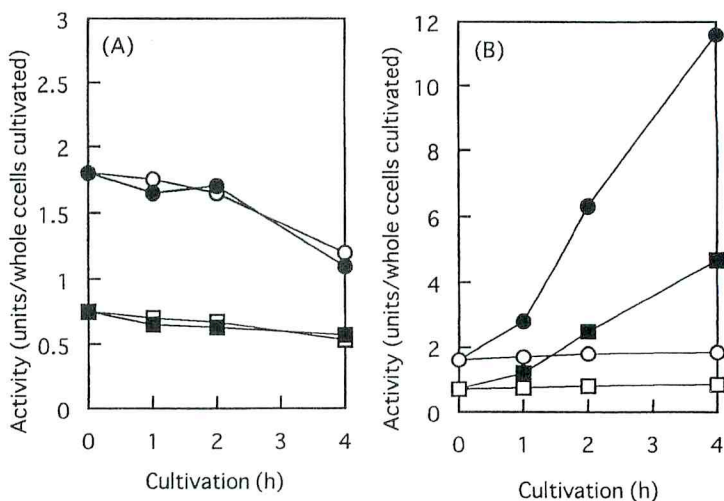 (A)
Activity (units/whole ccells cultivated)
3
2.5
2
1.5
1
0.5
0
0 1 2 3 4
Cultivation (h)
(B)
Activity (units/whole ccells cultivated)
12
10
8
6
4
2
0
0 1 2 3 4
Cultivation (h)